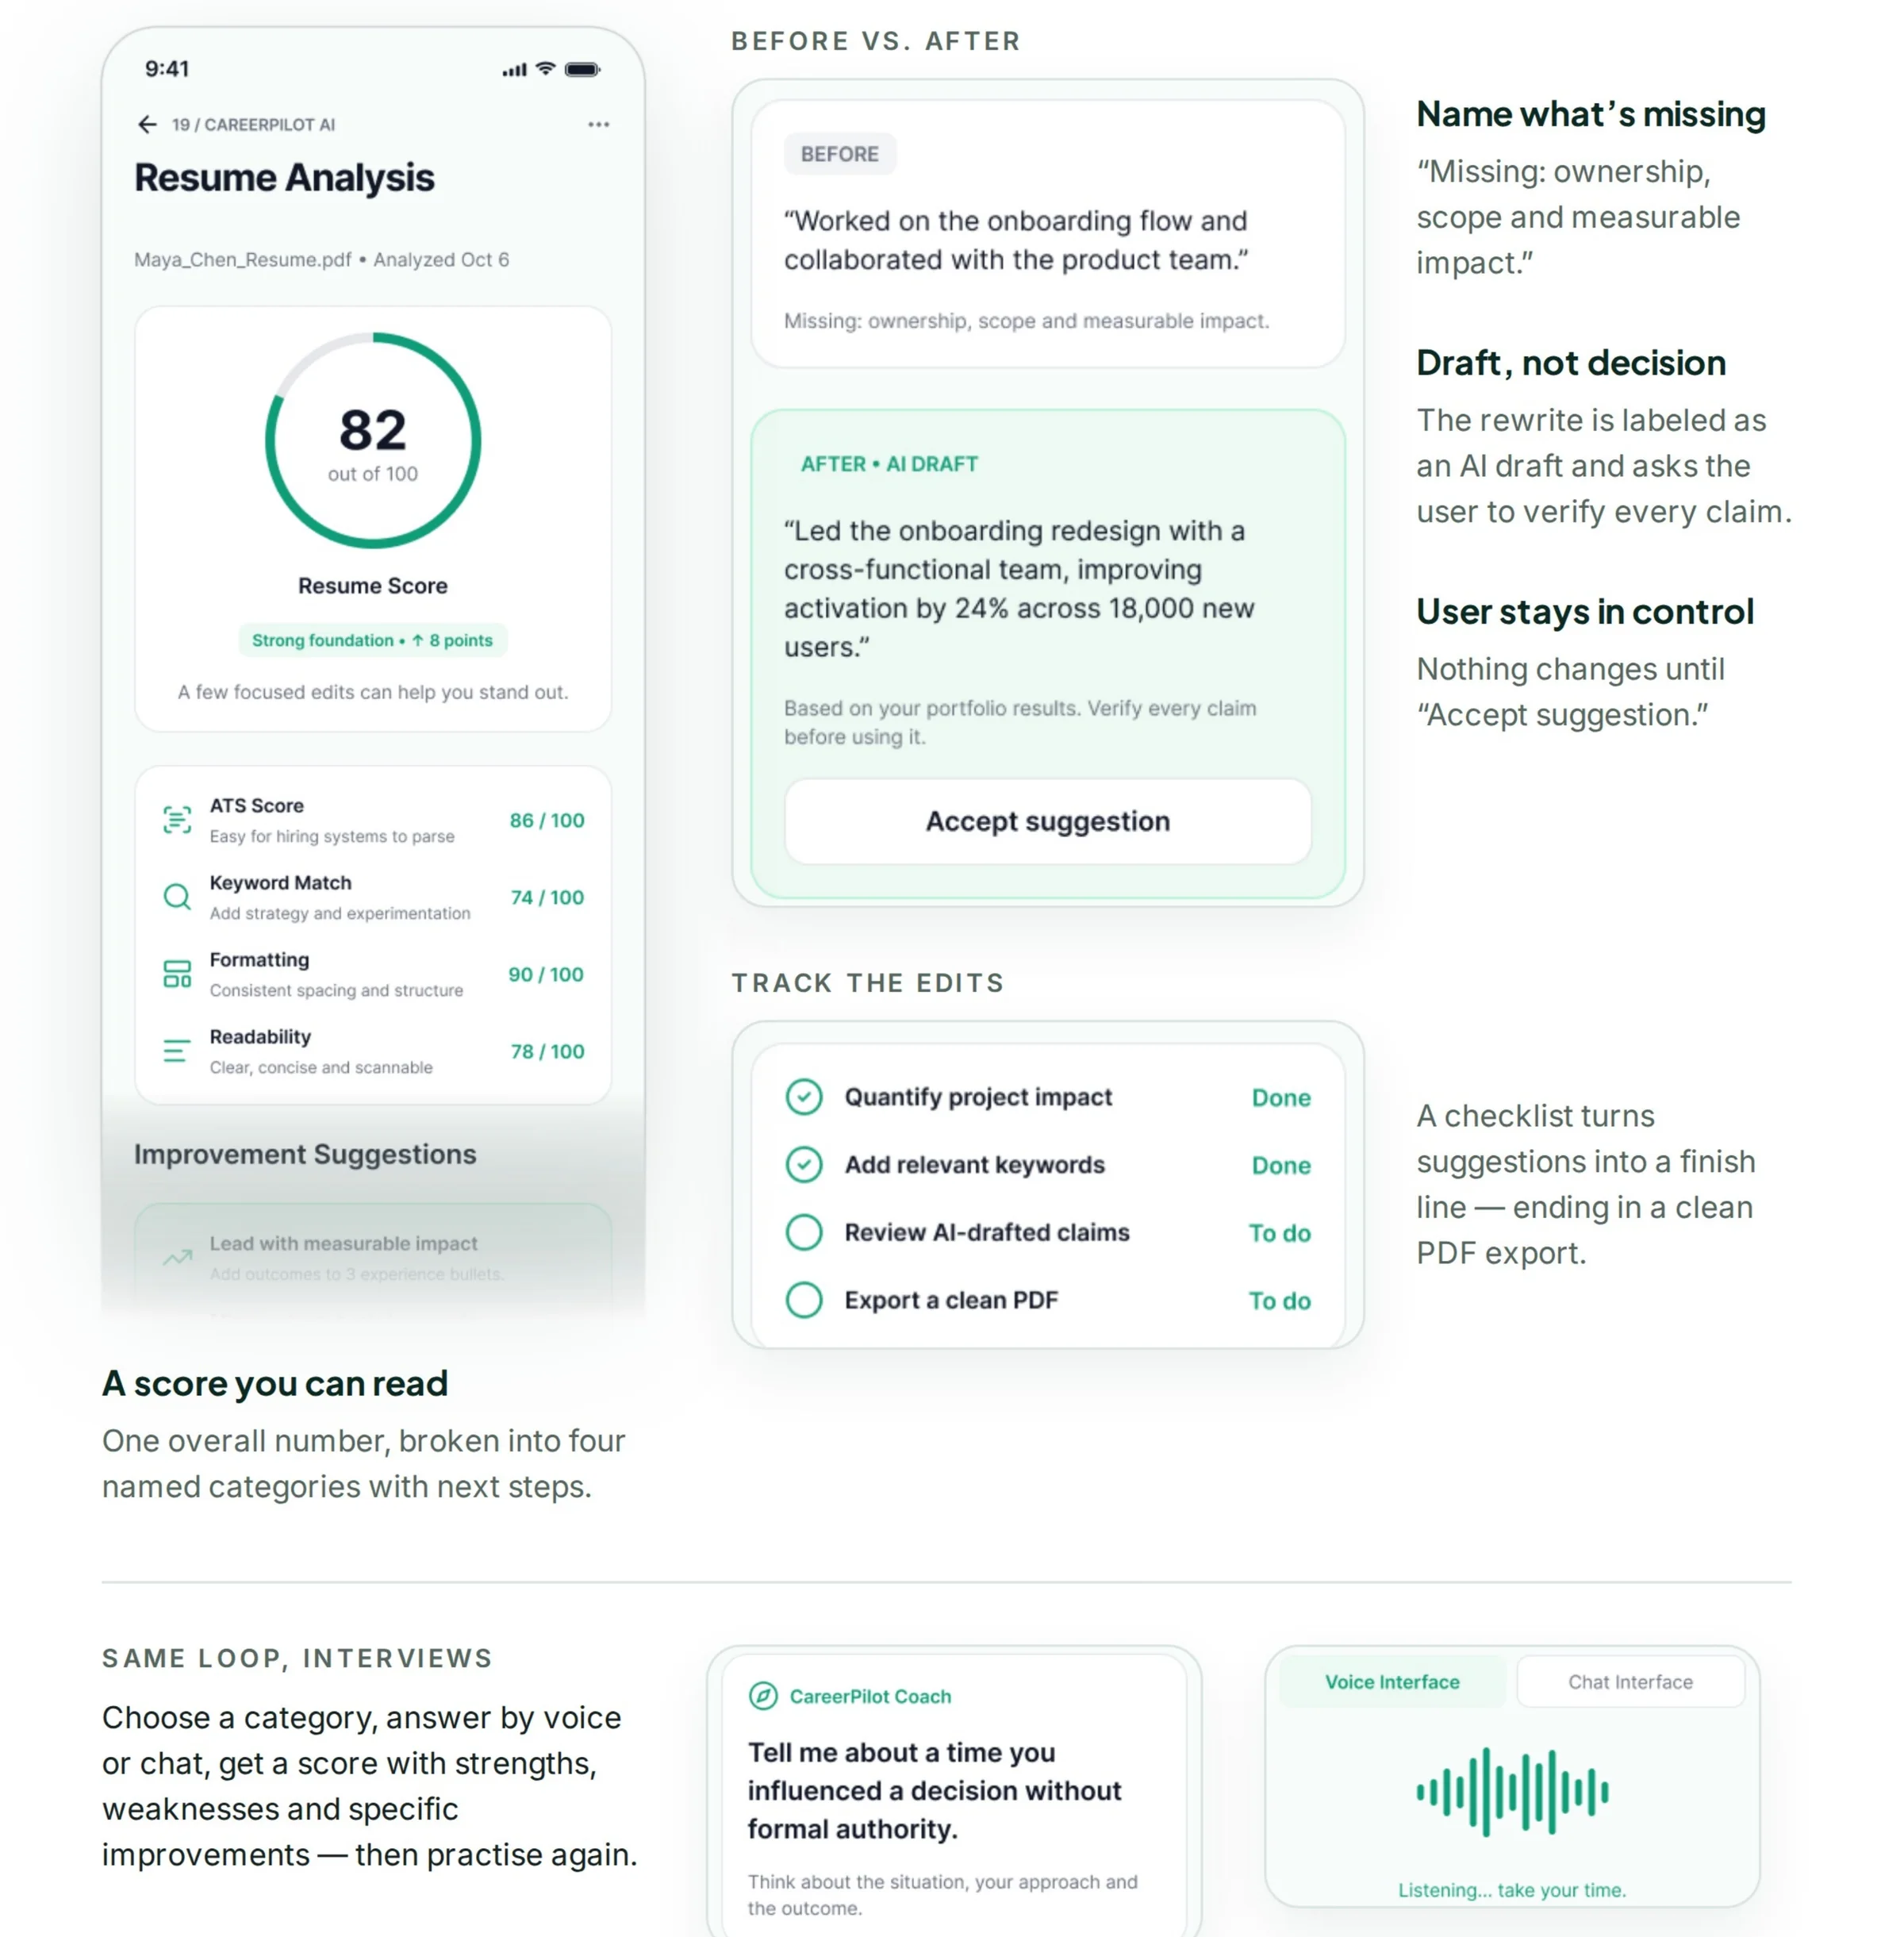 9:41
19 / CAREERPILOT AI
Resume Analysis
Maya_Chen_Resume.pdf • Analyzed Oct 6
82
out of 100
Resume Score
Strong foundation • ↑ 8 points
A few focused edits can help you stand out.
ATS Score
Easy for hiring systems to parse
86 / 100
Keyword Match
Add strategy and experimentation
74 / 100
Formatting
Consistent spacing and structure
90 / 100
Readability
Clear, concise and scannable
78 / 100
Improvement Suggestions
Lead with measurable impact
Add outcomes to 3 experience bullets.
A score you can read
One overall number, broken into four
named categories with next steps.
BEFORE VS. AFTER
BEFORE
“Worked on the onboarding flow and
collaborated with the product team.”
Missing: ownership, scope and measurable impact.
AFTER • AI DRAFT
“Led the onboarding redesign with a
cross-functional team, improving
activation by 24% across 18,000 new
users.”
Based on your portfolio results. Verify every claim
before using it.
Accept suggestion
Name what’s missing
“Missing: ownership,
scope and measurable
impact.”
Draft, not decision
The rewrite is labeled as
an AI draft and asks the
user to verify every claim.
User stays in control
Nothing changes until
“Accept suggestion.”
TRACK THE EDITS
Quantify project impact
Done
Add relevant keywords
Done
Review AI-drafted claims
To do
Export a clean PDF
To do
A checklist turns
suggestions into a finish
line — ending in a clean
PDF export.
SAME LOOP, INTERVIEWS
Choose a category, answer by voice
or chat, get a score with strengths,
weaknesses and specific
improvements — then practise again.
CareerPilot Coach
Tell me about a time you
influenced a decision without
formal authority.
Think about the situation, your approach and
the outcome.
Voice Interface
Chat Interface
Listening... take your time.